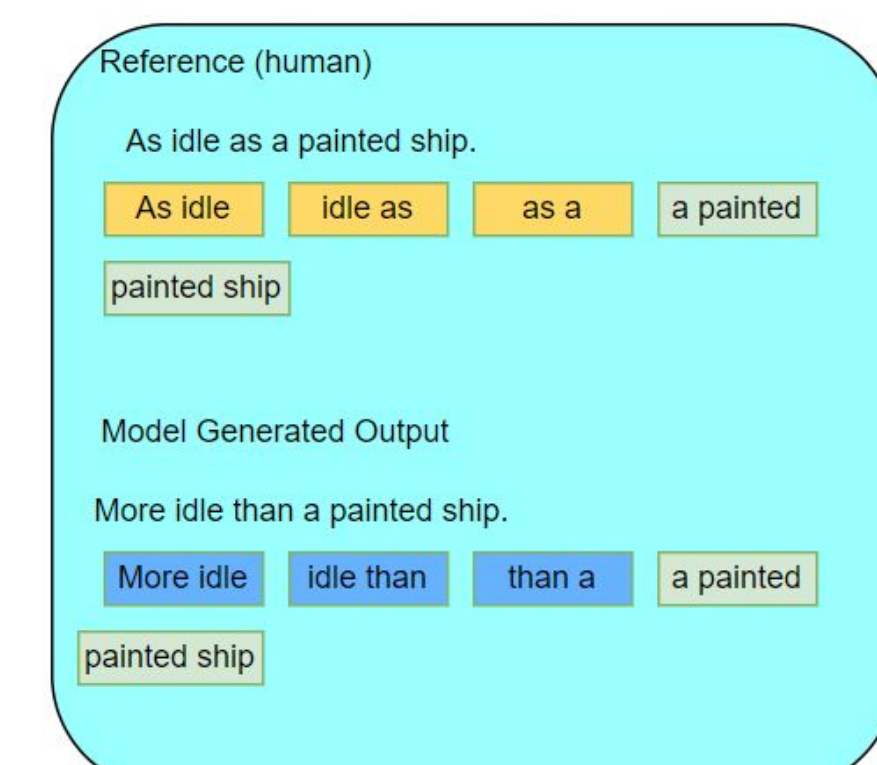 Reference (human)
As idle as a painted ship.
As idle idle as as a a painted
painted ship
Model Generated Output
More idle than a painted ship.
More idle idle than than a a painted
painted ship